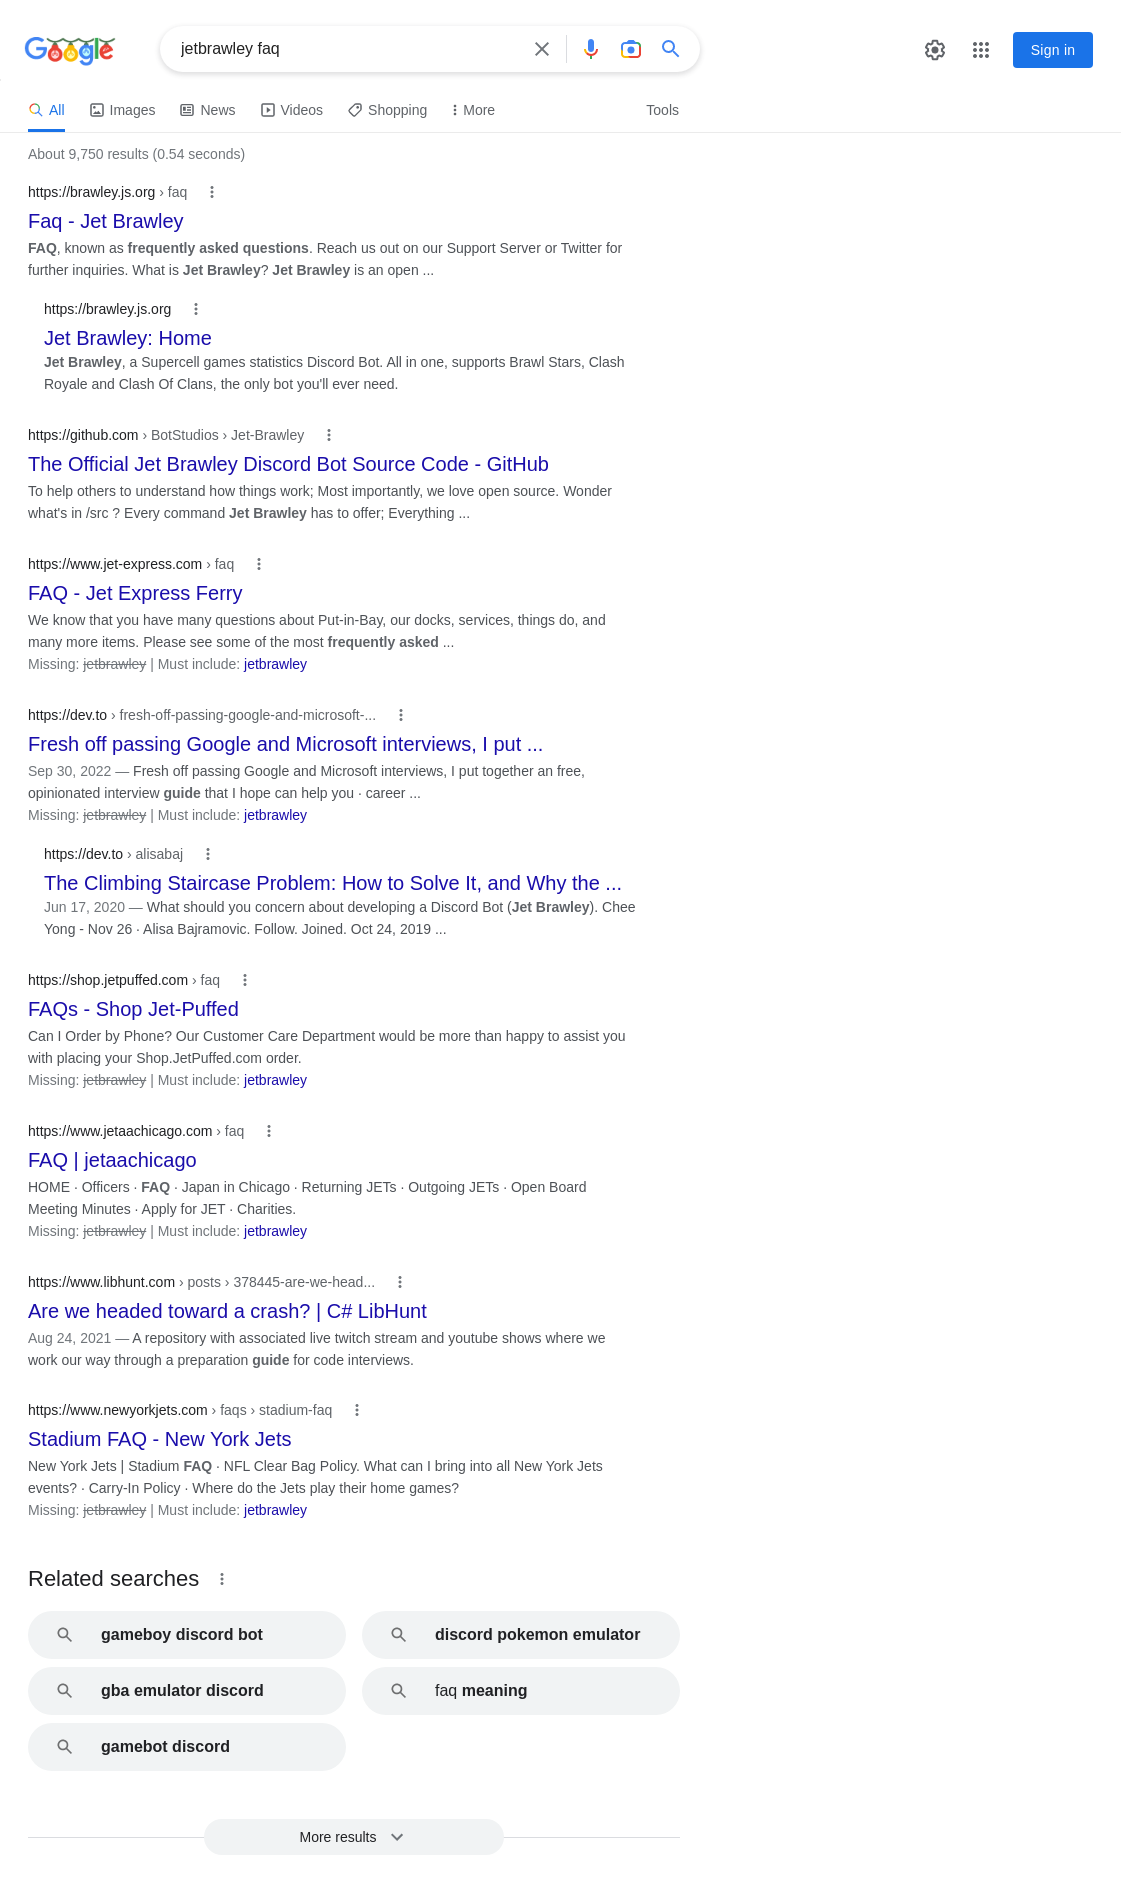 Google
jetbrawley faq
Sign in
All Images News Videos Shopping More Tools
About 9,750 results (0.54 seconds)
https://brawley.js.org › faq
Faq - Jet Brawley
FAQ, known as frequently asked questions. Reach us out on our Support Server or Twitter for
further inquiries. What is Jet Brawley? Jet Brawley is an open ...
https://brawley.js.org
Jet Brawley: Home
Jet Brawley, a Supercell games statistics Discord Bot. All in one, supports Brawl Stars, Clash
Royale and Clash Of Clans, the only bot you'll ever need.
https://github.com › BotStudios › Jet-Brawley
The Official Jet Brawley Discord Bot Source Code - GitHub
To help others to understand how things work; Most importantly, we love open source. Wonder
what's in /src ? Every command Jet Brawley has to offer; Everything ...
https://www.jet-express.com › faq
FAQ - Jet Express Ferry
We know that you have many questions about Put-in-Bay, our docks, services, things do, and
many more items. Please see some of the most frequently asked ...
Missing: jetbrawley | Must include: jetbrawley
https://dev.to › fresh-off-passing-google-and-microsoft-...
Fresh off passing Google and Microsoft interviews, I put ...
Sep 30, 2022 — Fresh off passing Google and Microsoft interviews, I put together an free,
opinionated interview guide that I hope can help you · career ...
Missing: jetbrawley | Must include: jetbrawley
https://dev.to › alisabaj
The Climbing Staircase Problem: How to Solve It, and Why the ...
Jun 17, 2020 — What should you concern about developing a Discord Bot (Jet Brawley). Chee
Yong - Nov 26 · Alisa Bajramovic. Follow. Joined. Oct 24, 2019 ...
https://shop.jetpuffed.com › faq
FAQs - Shop Jet-Puffed
Can I Order by Phone? Our Customer Care Department would be more than happy to assist you
with placing your Shop.JetPuffed.com order.
Missing: jetbrawley | Must include: jetbrawley
https://www.jetaachicago.com › faq
FAQ | jetaachicago
HOME · Officers · FAQ · Japan in Chicago · Returning JETs · Outgoing JETs · Open Board
Meeting Minutes · Apply for JET · Charities.
Missing: jetbrawley | Must include: jetbrawley
https://www.libhunt.com › posts › 378445-are-we-head...
Are we headed toward a crash? | C# LibHunt
Aug 24, 2021 — A repository with associated live twitch stream and youtube shows where we
work our way through a preparation guide for code interviews.
https://www.newyorkjets.com › faqs › stadium-faq
Stadium FAQ - New York Jets
New York Jets | Stadium FAQ · NFL Clear Bag Policy. What can I bring into all New York Jets
events? · Carry-In Policy · Where do the Jets play their home games?
Missing: jetbrawley | Must include: jetbrawley
Related searches
gameboy discord bot
discord pokemon emulator
gba emulator discord
faq meaning
gamebot discord
More results